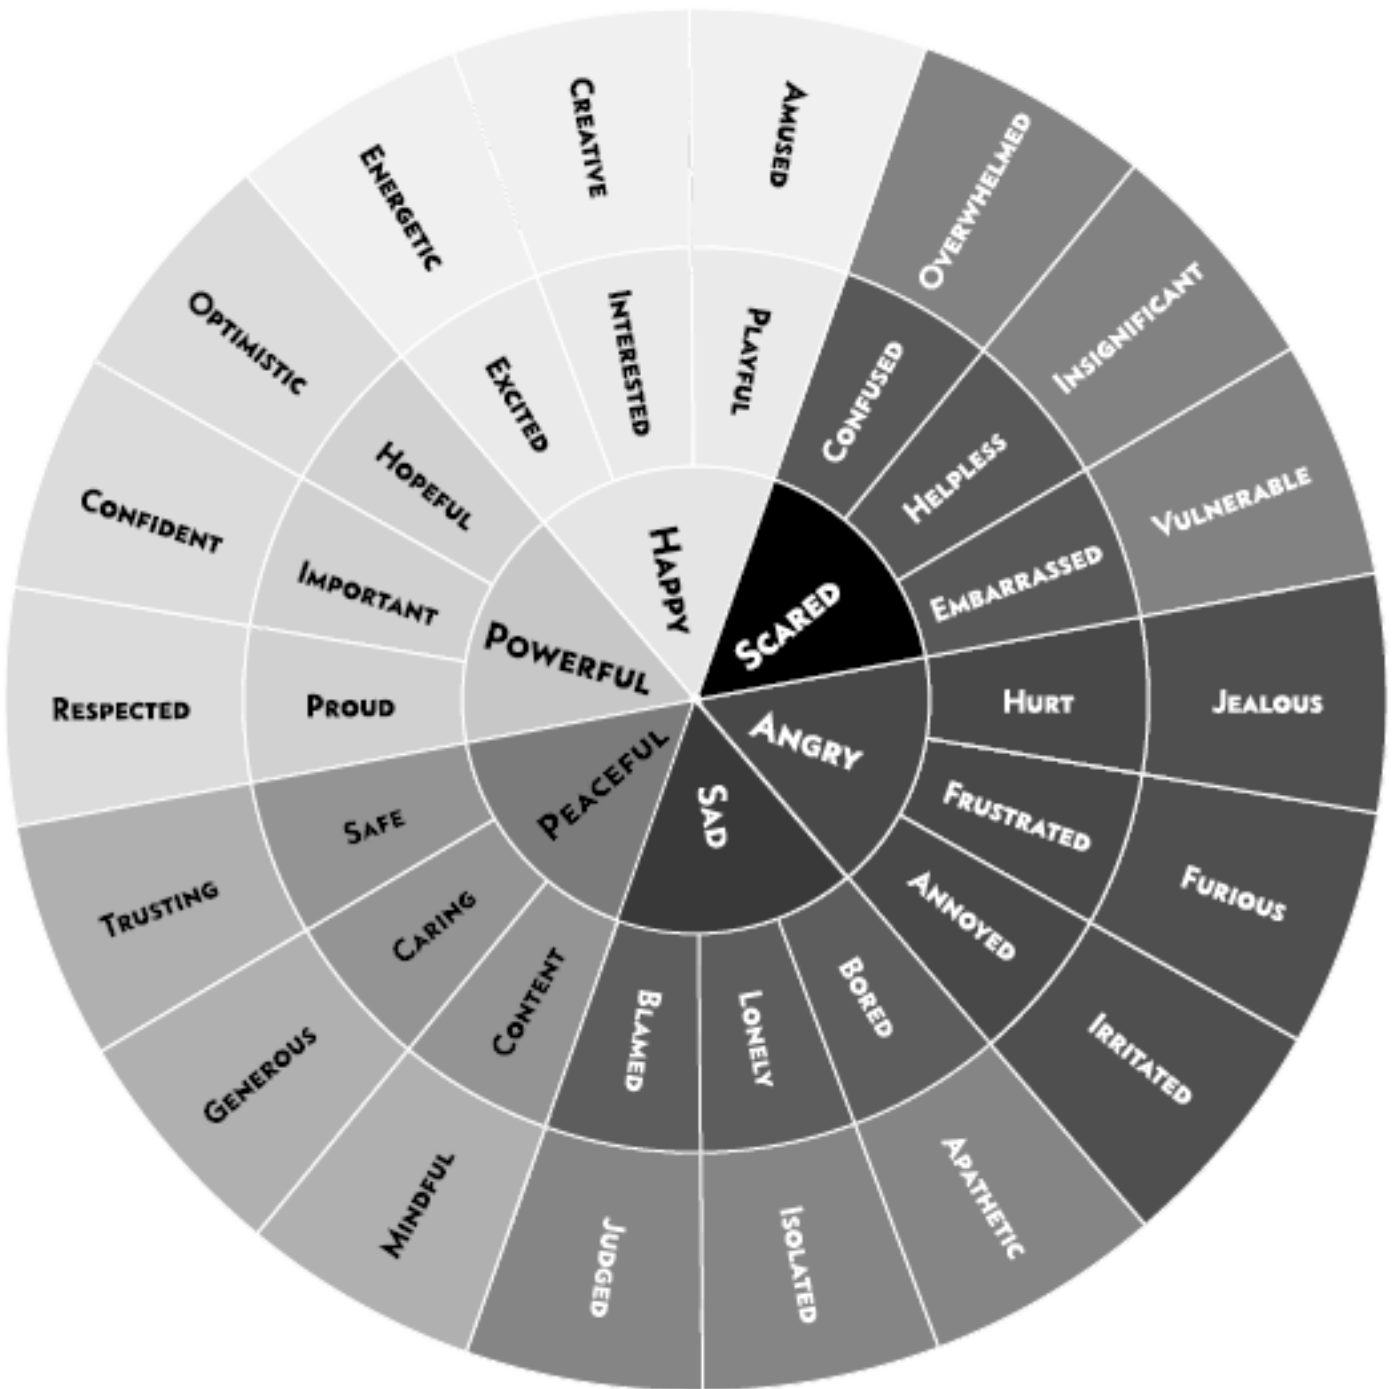 Happy
Scared
Angry
Sad
Peaceful
Powerful
Playful
Confused
Helpless
Embarrassed
Hurt
Frustrated
Annoyed
Bored
Lonely
Blamed
Content
Caring
Safe
Proud
Important
Hopeful
Excited
Interested
Amused
Overwhelmed
Insignificant
Vulnerable
Jealous
Furious
Irritated
Apathetic
Isolated
Judged
Mindful
Generous
Trusting
Respected
Confident
Optimistic
Energetic
Creative